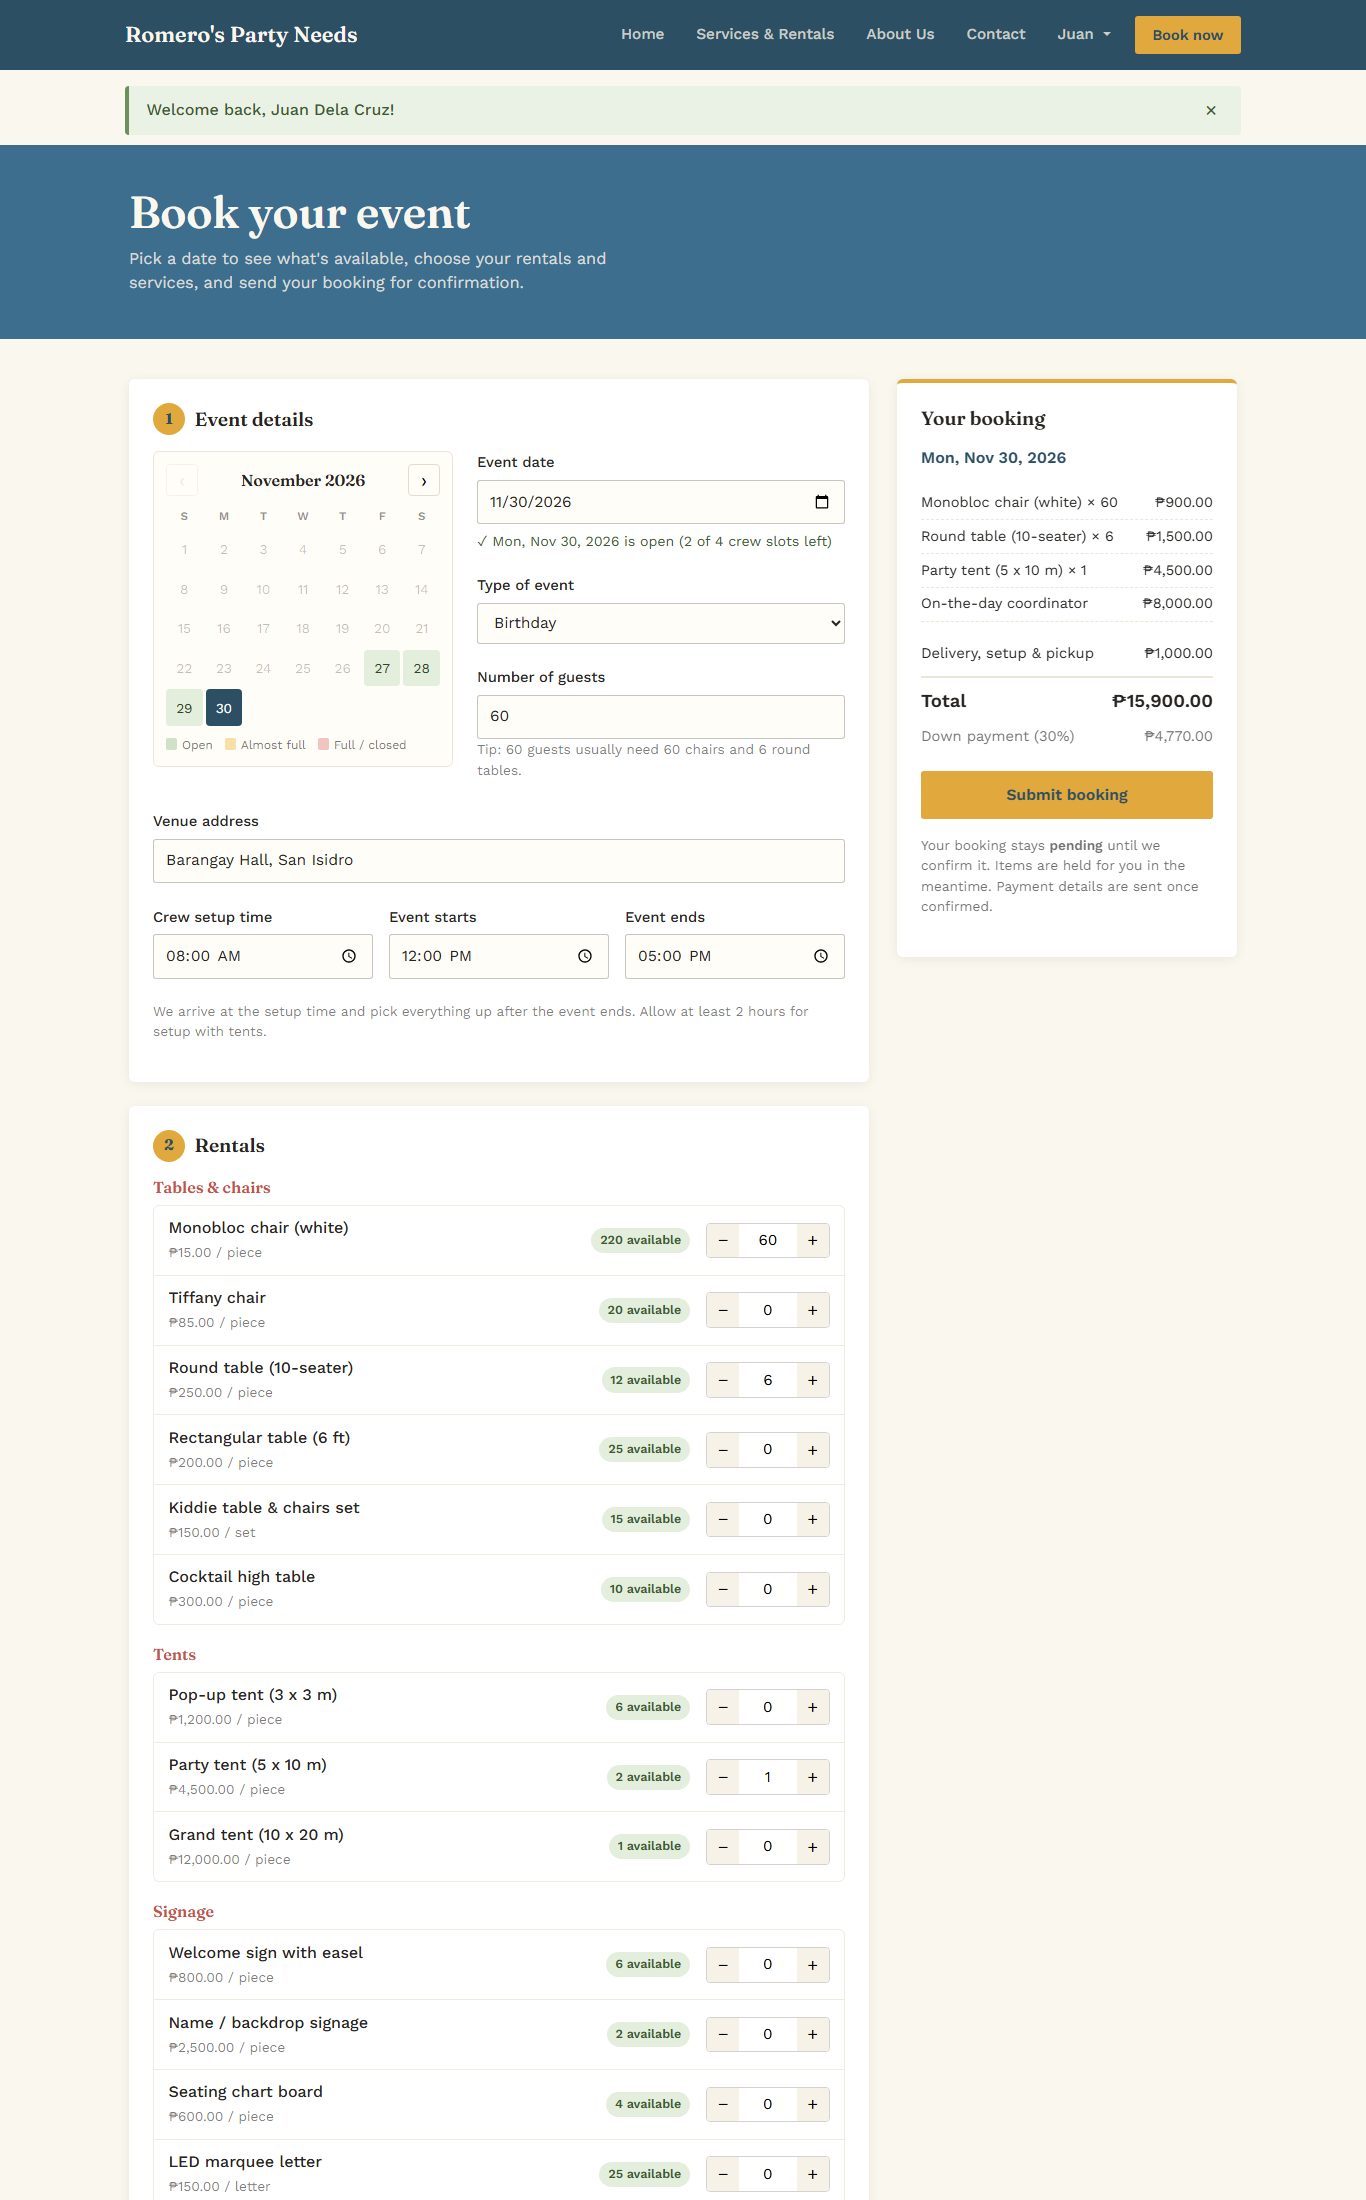 Romero's Party Needs
Home
Services & Rentals
About Us
Contact
Juan
Book now
Welcome back, Juan Dela Cruz!
×
Book your event
Pick a date to see what's available, choose your rentals and
services, and send your booking for confirmation.
1
Event details
‹
November 2026
›
S M T W T F S
1 2 3 4 5 6 7
8 9 10 11 12 13 14
15 16 17 18 19 20 21
22 23 24 25 26 27 28
29 30
Open
Almost full
Full / closed
Event date
11/30/2026
✓ Mon, Nov 30, 2026 is open (2 of 4 crew slots left)
Type of event
Birthday
Number of guests
60
Tip: 60 guests usually need 60 chairs and 6 round
tables.
Venue address
Barangay Hall, San Isidro
Crew setup time
08:00 AM
Event starts
12:00 PM
Event ends
05:00 PM
We arrive at the setup time and pick everything up after the event ends. Allow at least 2 hours for
setup with tents.
Your booking
Mon, Nov 30, 2026
Monobloc chair (white) × 60 ₱900.00
Round table (10-seater) × 6 ₱1,500.00
Party tent (5 x 10 m) × 1 ₱4,500.00
On-the-day coordinator ₱8,000.00
Delivery, setup & pickup ₱1,000.00
Total ₱15,900.00
Down payment (30%) ₱4,770.00
Submit booking
Your booking stays pending until we
confirm it. Items are held for you in the
meantime. Payment details are sent once
confirmed.
2
Rentals
Tables & chairs
Monobloc chair (white)
₱15.00 / piece
220 available
− 60 +
Tiffany chair
₱85.00 / piece
20 available
− 0 +
Round table (10-seater)
₱250.00 / piece
12 available
− 6 +
Rectangular table (6 ft)
₱200.00 / piece
25 available
− 0 +
Kiddie table & chairs set
₱150.00 / set
15 available
− 0 +
Cocktail high table
₱300.00 / piece
10 available
− 0 +
Tents
Pop-up tent (3 x 3 m)
₱1,200.00 / piece
6 available
− 0 +
Party tent (5 x 10 m)
₱4,500.00 / piece
2 available
− 1 +
Grand tent (10 x 20 m)
₱12,000.00 / piece
1 available
− 0 +
Signage
Welcome sign with easel
₱800.00 / piece
6 available
− 0 +
Name / backdrop signage
₱2,500.00 / piece
2 available
− 0 +
Seating chart board
₱600.00 / piece
4 available
− 0 +
LED marquee letter
₱150.00 / letter
25 available
− 0 +